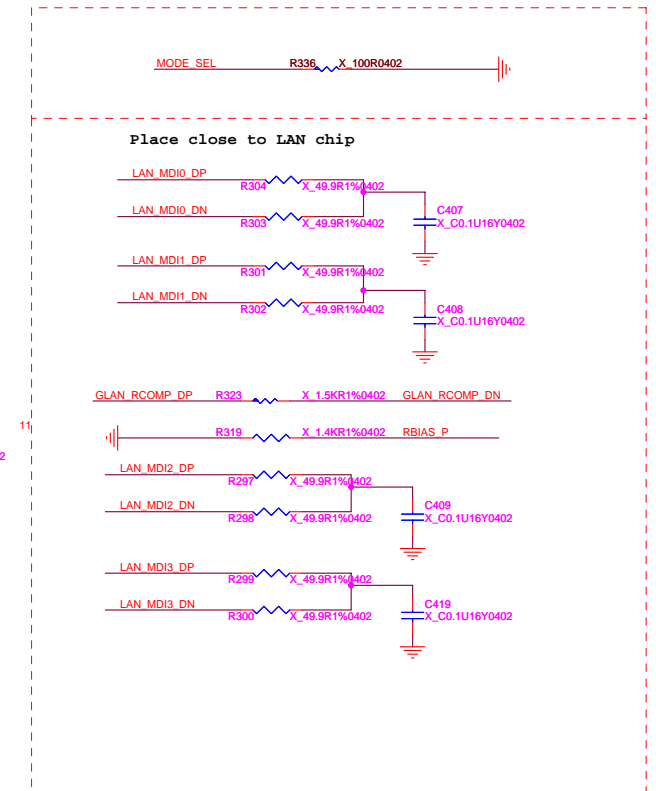 MODE_SEL R336 X_100R0402
Place close to LAN chip
LAN_MDI0_DP
R304 X_49.9R1%0402
LAN_MDI0_DN
R303 X_49.9R1%0402
C407
X_C0.1U16Y0402
LAN_MDI1_DP
R301 X_49.9R1%0402
LAN_MDI1_DN
R302 X_49.9R1%0402
C408
X_C0.1U16Y0402
GLAN_RCOMP_DP R323 X_1.5KR1%0402 GLAN_RCOMP_DN
11
R319 X_1.4KR1%0402 RBIAS_P
2
LAN_MDI2_DP
R297 X_49.9R1%0402
LAN_MDI2_DN
R298 X_49.9R1%0402
C409
X_C0.1U16Y0402
LAN_MDI3_DP
R299 X_49.9R1%0402
LAN_MDI3_DN
R300 X_49.9R1%0402
C419
X_C0.1U16Y0402